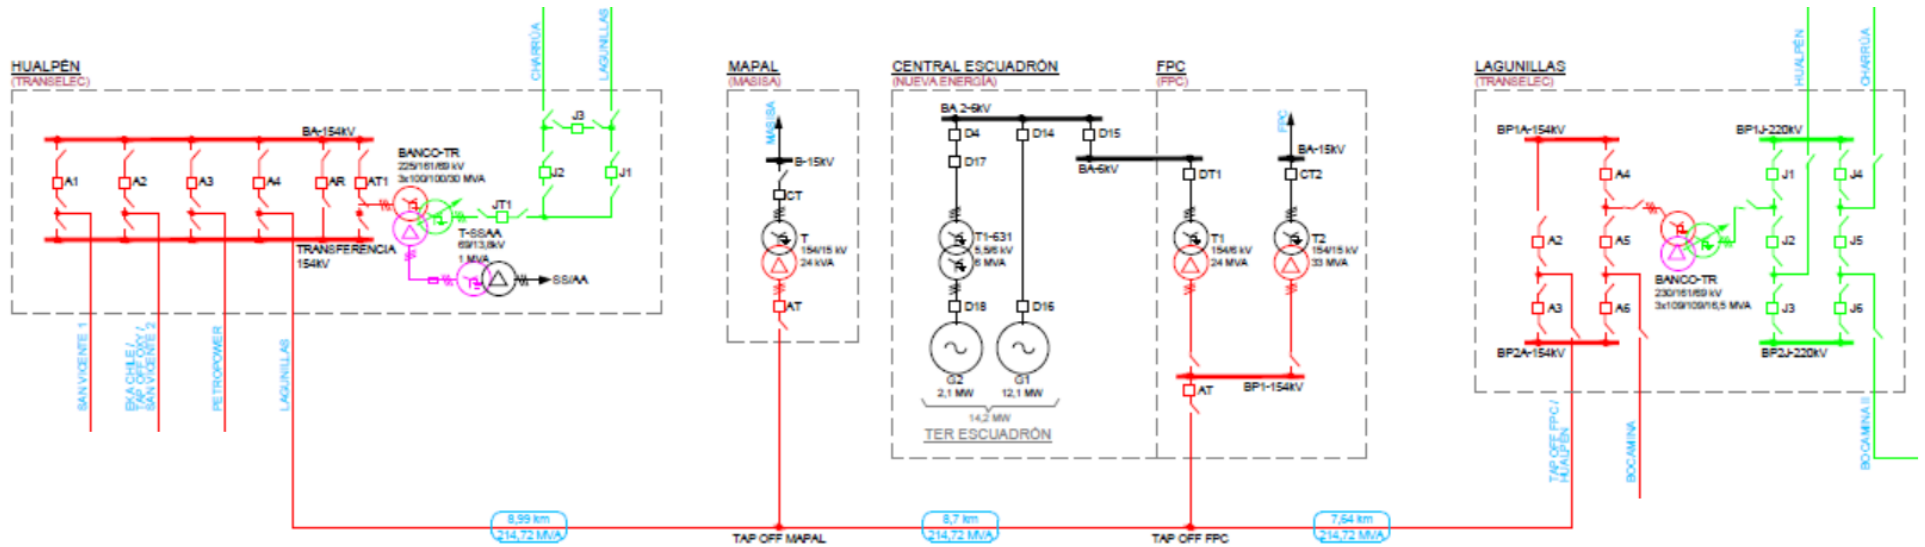 HUALPÉN
(TRANSELEC)
CHARRÚA
LAGUNILLAS
J3
BA-154kV
BANCO-TR
225/161/69 kV
3x100/100/30 MVA
A1
A2
A3
A4
AR
AT1
J2
J1
JT1
T-SSAA
69/13,8kV
1 MVA
TRANSFERENCIA
154kV
SS/AA
SAN VICENTE 1
EKA CHILE /
TAP OFF OXY /
SAN VICENTE 2
PETROPOWER
LAGUNILLAS
MAPAL
(MASISA)
MASISA
B-15kV
CT
T
154/15 kV
24 kVA
AT
CENTRAL ESCUADRÓN
(NUEVA ENERGÍA)
BA 2-6kV
D4
D14
D15
D17
BA-6kV
T1-631
5,5/6 kV
6 MVA
D18
D16
G2
2,1 MW
G1
12,1 MW
14,2 MW
TER ESCUADRÓN
FPC
(FPC)
FPC
BA-15kV
DT1
CT2
T1
154/6 kV
24 MVA
T2
154/15 kV
33 MVA
BP1-154kV
AT
LAGUNILLAS
(TRANSELEC)
HUALPÉN
CHARRÚA
BP1A-154kV
BP1J-220kV
A4
J1
J4
A2
A5
J2
J5
BANCO-TR
230/161/69 kV
3x109/109/16,5 MVA
A3
A6
J3
J6
BP2A-154kV
BP2J-220kV
TAP OFF FPC /
HUALPÉN
BOCAMINA
BOCAMINA II
8,99 km
214,72 MVA
TAP OFF MAPAL
8,7 km
214,72 MVA
TAP OFF FPC
7,64 km
214,72 MVA